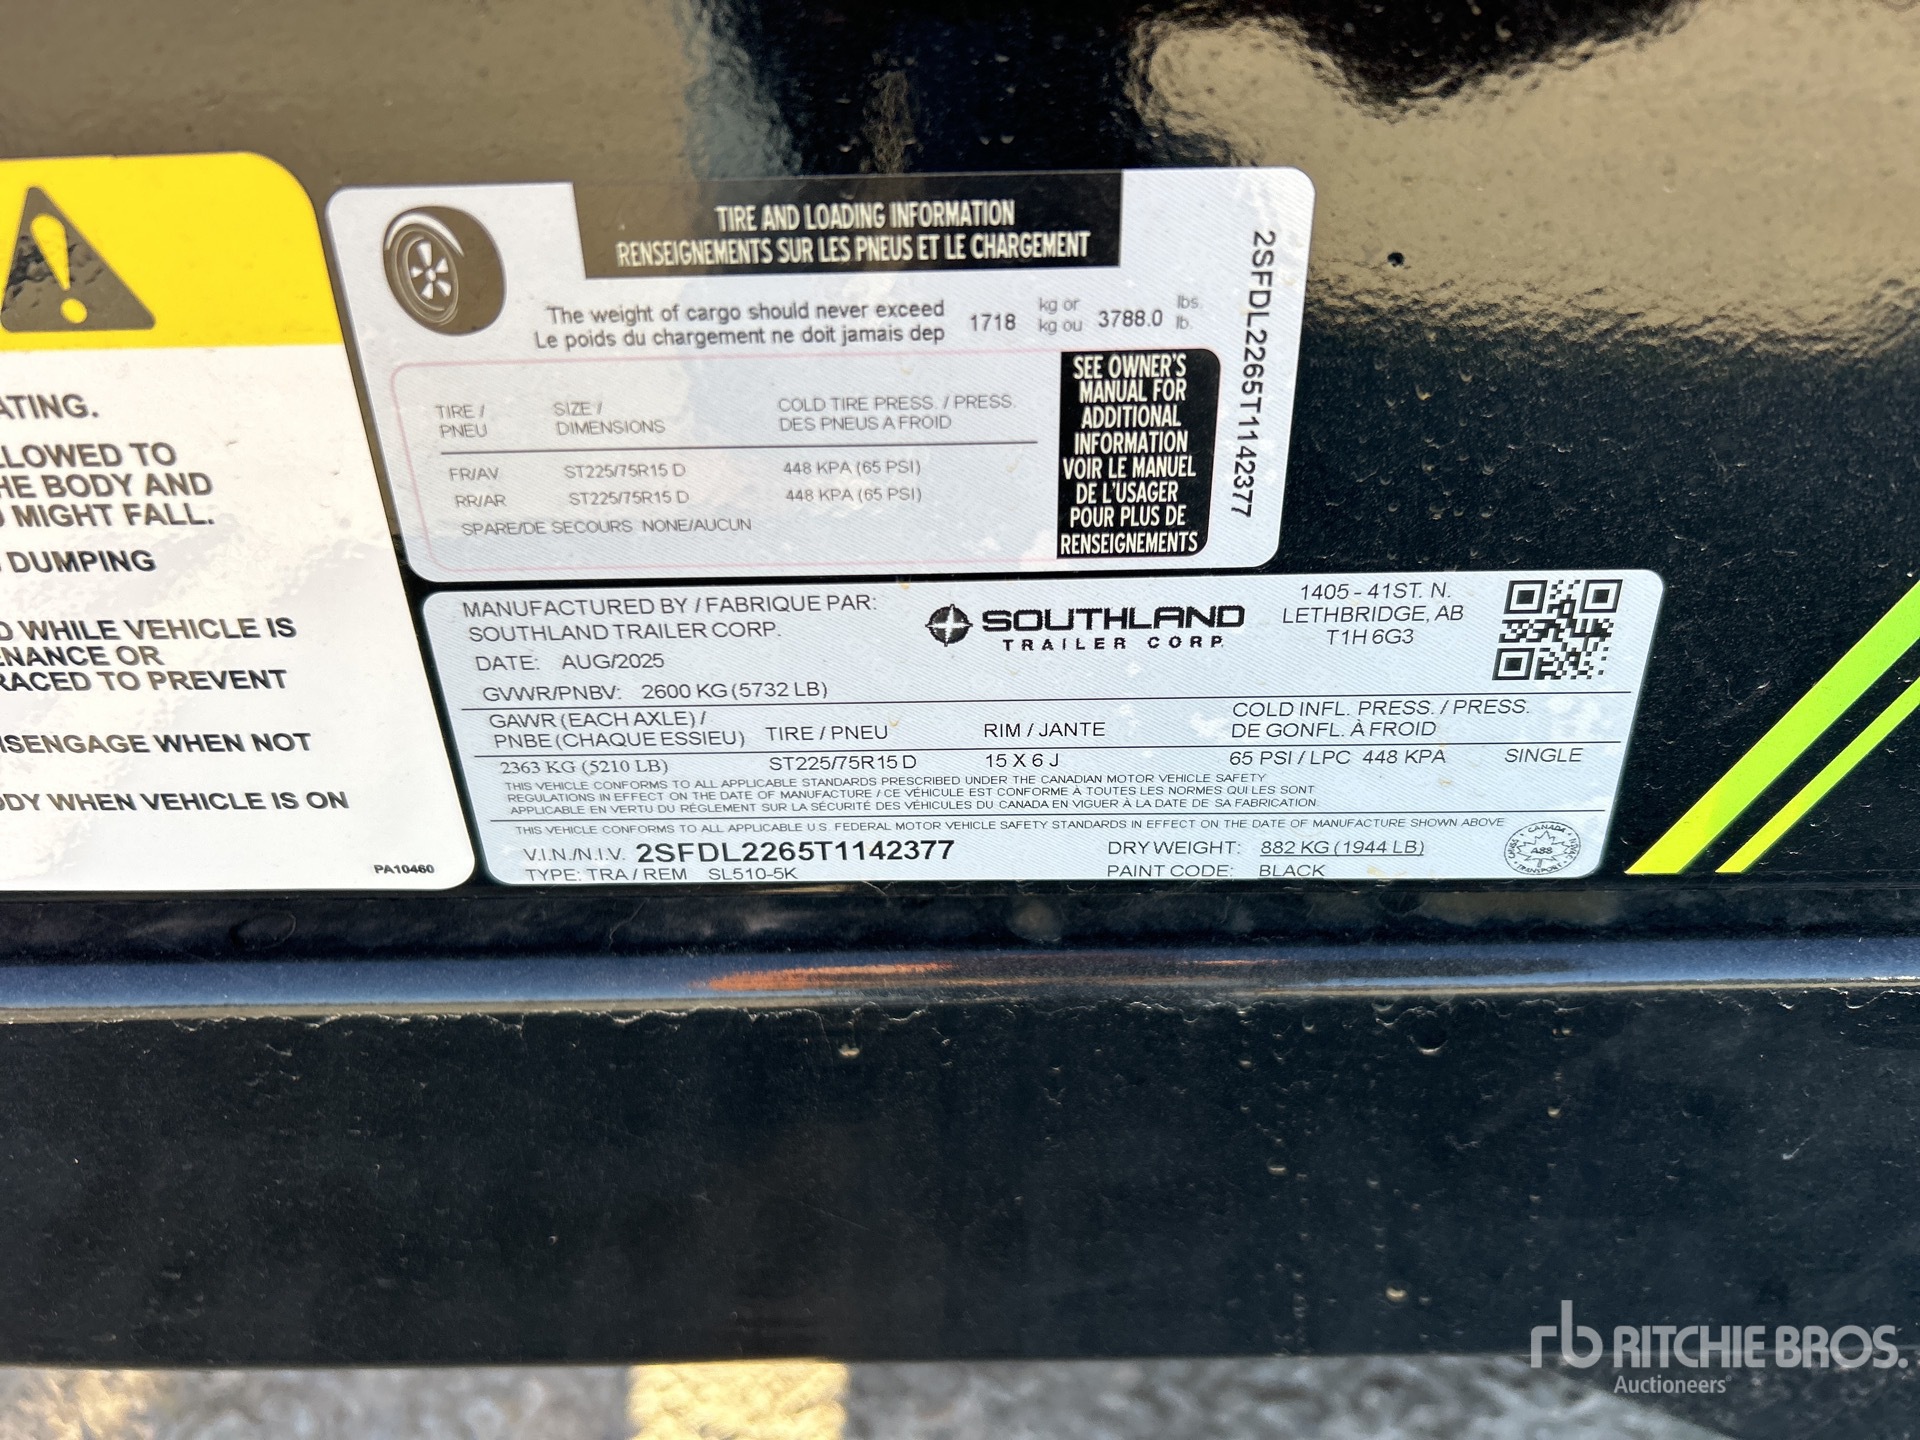 ATING.
LLOWED TO
HE BODY AND
U MIGHT FALL.
DUMPING
D WHILE VEHICLE IS
ENANCE OR
RACED TO PREVENT
ISENGAGE WHEN NOT
ODY WHEN VEHICLE IS ON
PA10460
TIRE AND LOADING INFORMATION
RENSEIGNEMENTS SUR LES PNEUS ET LE CHARGEMENT
The weight of cargo should never exceed
Le poids du chargement ne doit jamais dep
1718 kg or kg ou 3788.0 lbs. lb.
TIRE / PNEU SIZE / DIMENSIONS COLD TIRE PRESS. / PRESS. DES PNEUS A FROID
FR/AV ST225/75R15 D 448 KPA (65 PSI)
RR/AR ST225/75R15 D 448 KPA (65 PSI)
SPARE/DE SECOURS NONE/AUCUN
SEE OWNER'S
MANUAL FOR
ADDITIONAL
INFORMATION
VOIR LE MANUEL
DE L'USAGER
POUR PLUS DE
RENSEIGNEMENTS
2SFDL2265T1142377
MANUFACTURED BY / FABRIQUE PAR:
SOUTHLAND TRAILER CORP.
SOUTHLAND
TRAILER CORP.
1405 - 41ST. N.
LETHBRIDGE, AB
T1H 6G3
DATE: AUG/2025
GVWR/PNBV: 2600 KG (5732 LB)
GAWR (EACH AXLE) /
PNBE (CHAQUE ESSIEU) TIRE / PNEU RIM / JANTE
COLD INFL. PRESS. / PRESS.
DE GONFL. À FROID
2363 KG (5210 LB) ST225/75R15 D 15 X 6 J 65 PSI / LPC 448 KPA SINGLE
THIS VEHICLE CONFORMS TO ALL APPLICABLE STANDARDS PRESCRIBED UNDER THE CANADIAN MOTOR VEHICLE SAFETY
REGULATIONS IN EFFECT ON THE DATE OF MANUFACTURE / CE VÉHICULE EST CONFORME À TOUTES LES NORMES QUI LES SONT
APPLICABLE EN VERTU DU RÉGLEMENT SUR LA SÉCURITÉ DES VÉHICULES DU CANADA EN VIGUER À LA DATE DE SA FABRICATION.
THIS VEHICLE CONFORMS TO ALL APPLICABLE U.S. FEDERAL MOTOR VEHICLE SAFETY STANDARDS IN EFFECT ON THE DATE OF MANUFACTURE SHOWN ABOVE
V.I.N./N.I.V. 2SFDL2265T1142377 DRY WEIGHT: 882 KG (1944 LB)
TYPE: TRA / REM SL510-5K PAINT CODE: BLACK
CANADA
TRANSPORT
rb RITCHIE BROS.
Auctioneers